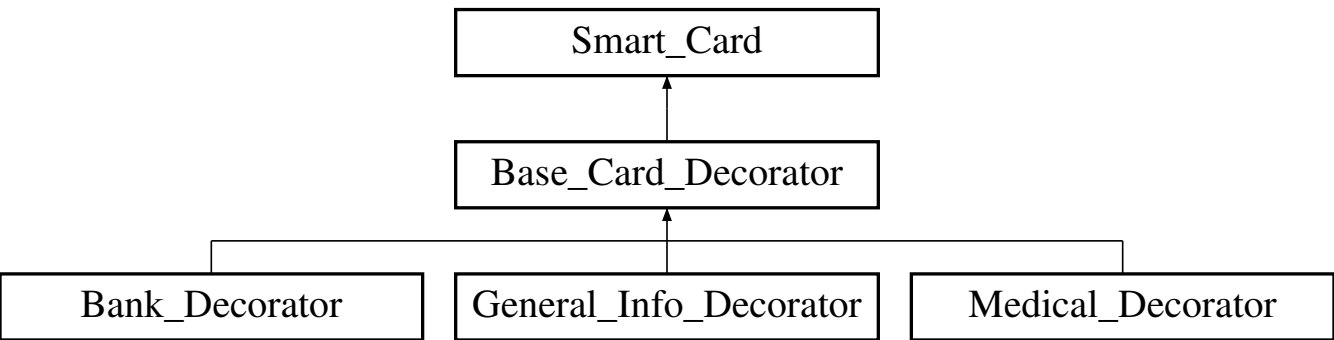 Smart_Card
Base_Card_Decorator
Bank_Decorator
General_Info_Decorator
Medical_Decorator